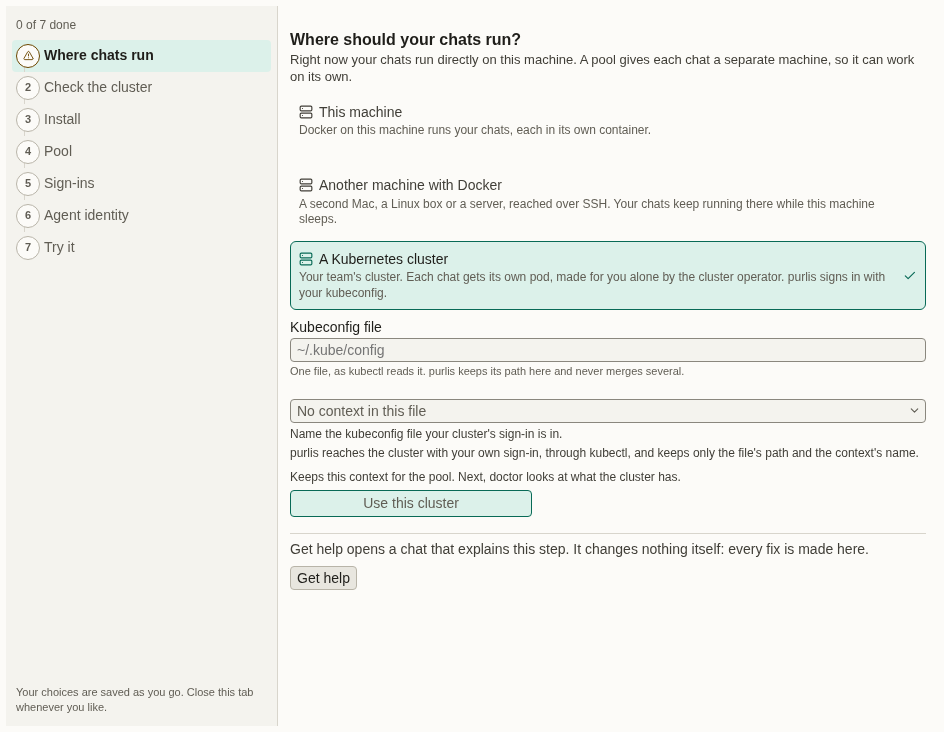 0 of 7 done
Where chats run
2 Check the cluster
3 Install
4 Pool
5 Sign-ins
6 Agent identity
7 Try it
Your choices are saved as you go. Close this tab
whenever you like.
Where should your chats run?
Right now your chats run directly on this machine. A pool gives each chat a separate machine, so it can work
on its own.
This machine
Docker on this machine runs your chats, each in its own container.
Another machine with Docker
A second Mac, a Linux box or a server, reached over SSH. Your chats keep running there while this machine
sleeps.
A Kubernetes cluster
Your team's cluster. Each chat gets its own pod, made for you alone by the cluster operator. purlis signs in with
your kubeconfig.
Kubeconfig file
~/.kube/config
One file, as kubectl reads it. purlis keeps its path here and never merges several.
No context in this file
Name the kubeconfig file your cluster's sign-in is in.
purlis reaches the cluster with your own sign-in, through kubectl, and keeps only the file's path and the context's name.
Keeps this context for the pool. Next, doctor looks at what the cluster has.
Use this cluster
Get help opens a chat that explains this step. It changes nothing itself: every fix is made here.
Get help